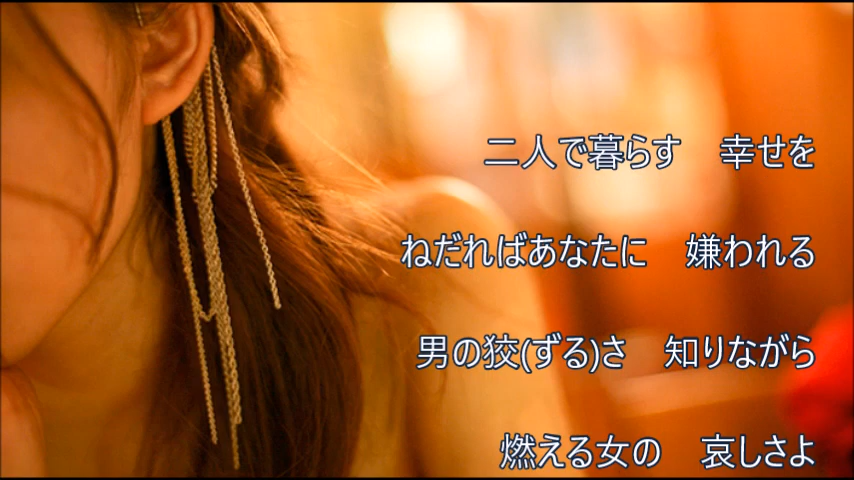 二人で暮らす　幸せを
ねだればあなたに　嫌われる
男の狡(ずる)さ　知りながら
燃える女の　哀しさよ